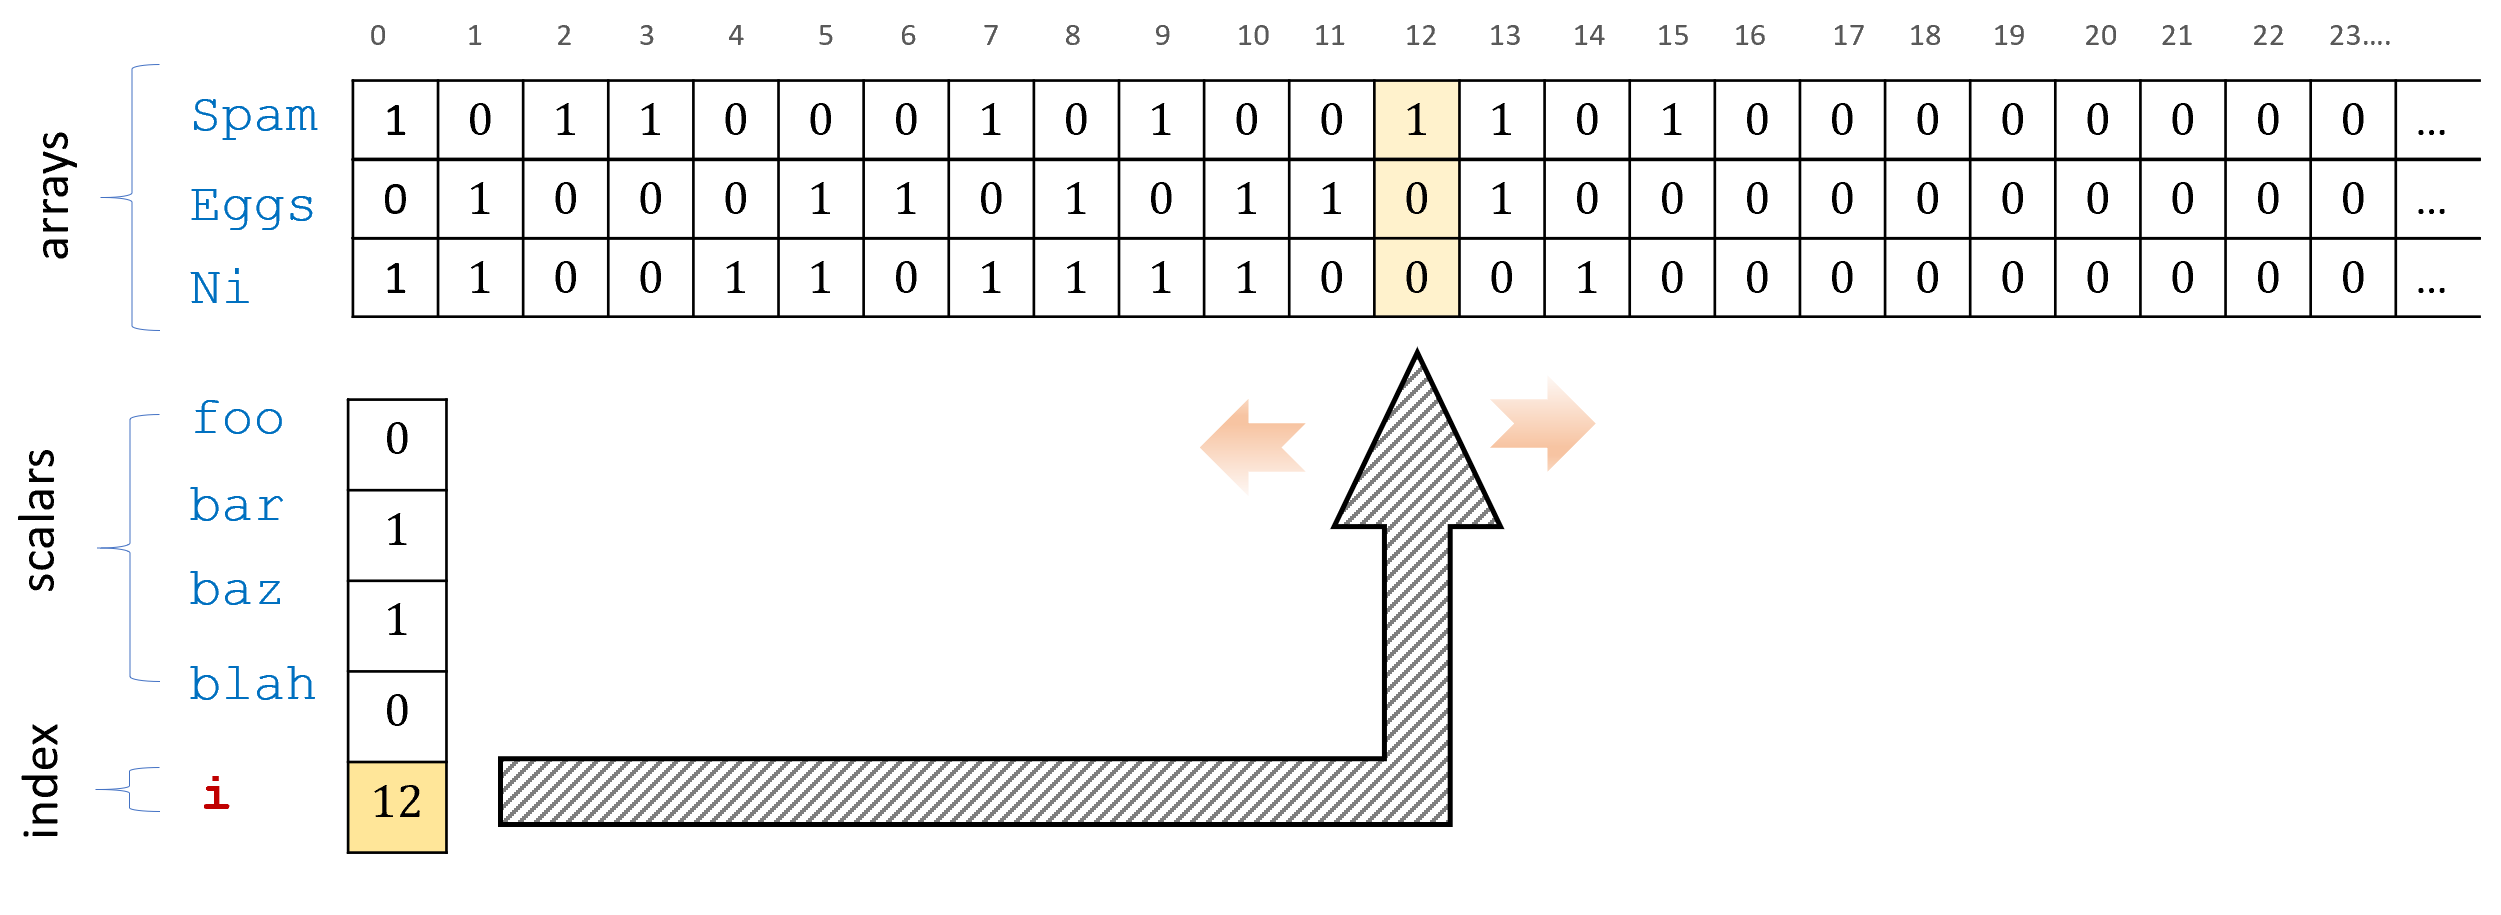 0 1 2 3 4 5 6 7 8 9 10 11 12 13 14 15 16 17 18 19 20 21 22 23....
arrays
Spam 1 0 1 1 0 0 0 1 0 1 0 0 1 1 0 1 0 0 0 0 0 0 0 0 ...
Eggs 0 1 0 0 0 1 1 0 1 0 1 1 0 1 0 0 0 0 0 0 0 0 0 0 ...
Ni 1 1 0 0 1 1 0 1 1 1 1 0 0 0 1 0 0 0 0 0 0 0 0 0 ...
scalars
foo 0
bar 1
baz 1
blah 0
index
i 12